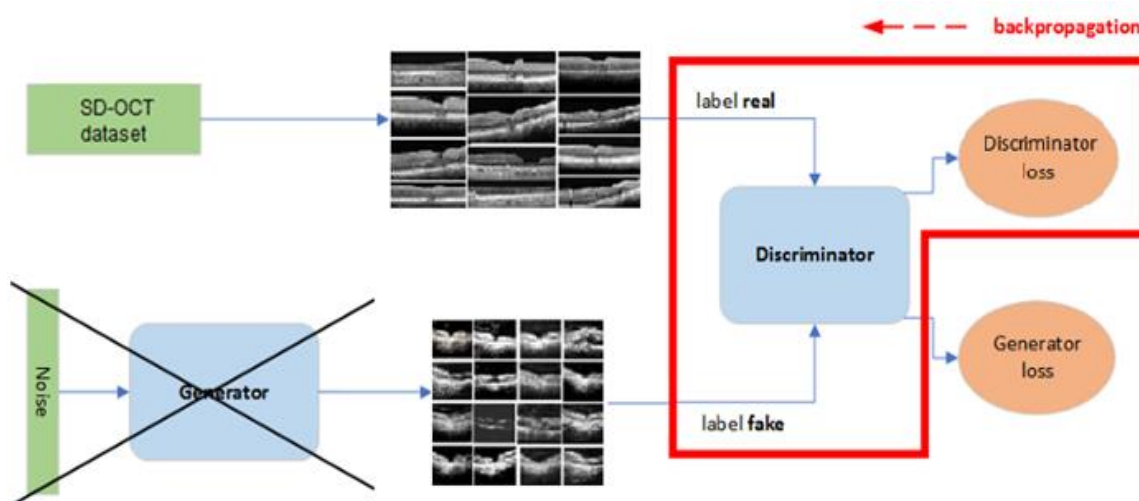 backpropagation
SD-OCT
dataset
label real
Discriminator
loss
Discriminator
Noise
Generator
Generator
loss
label fake